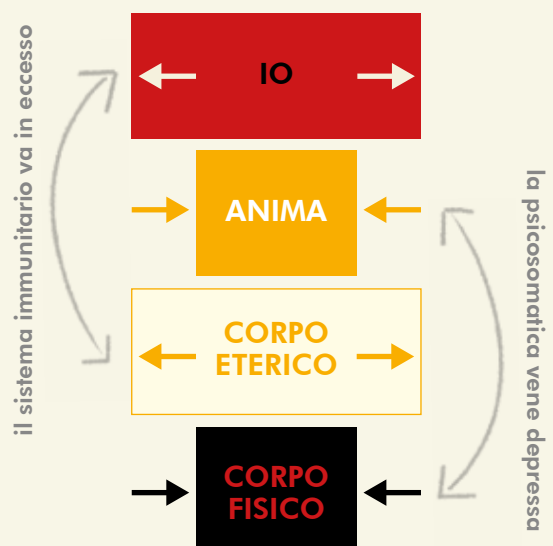 il sistema immunitario va in eccesso
IO
ANIMA
CORPO
ETERICO
CORPO
FISICO
la psicosomatica vene depressa